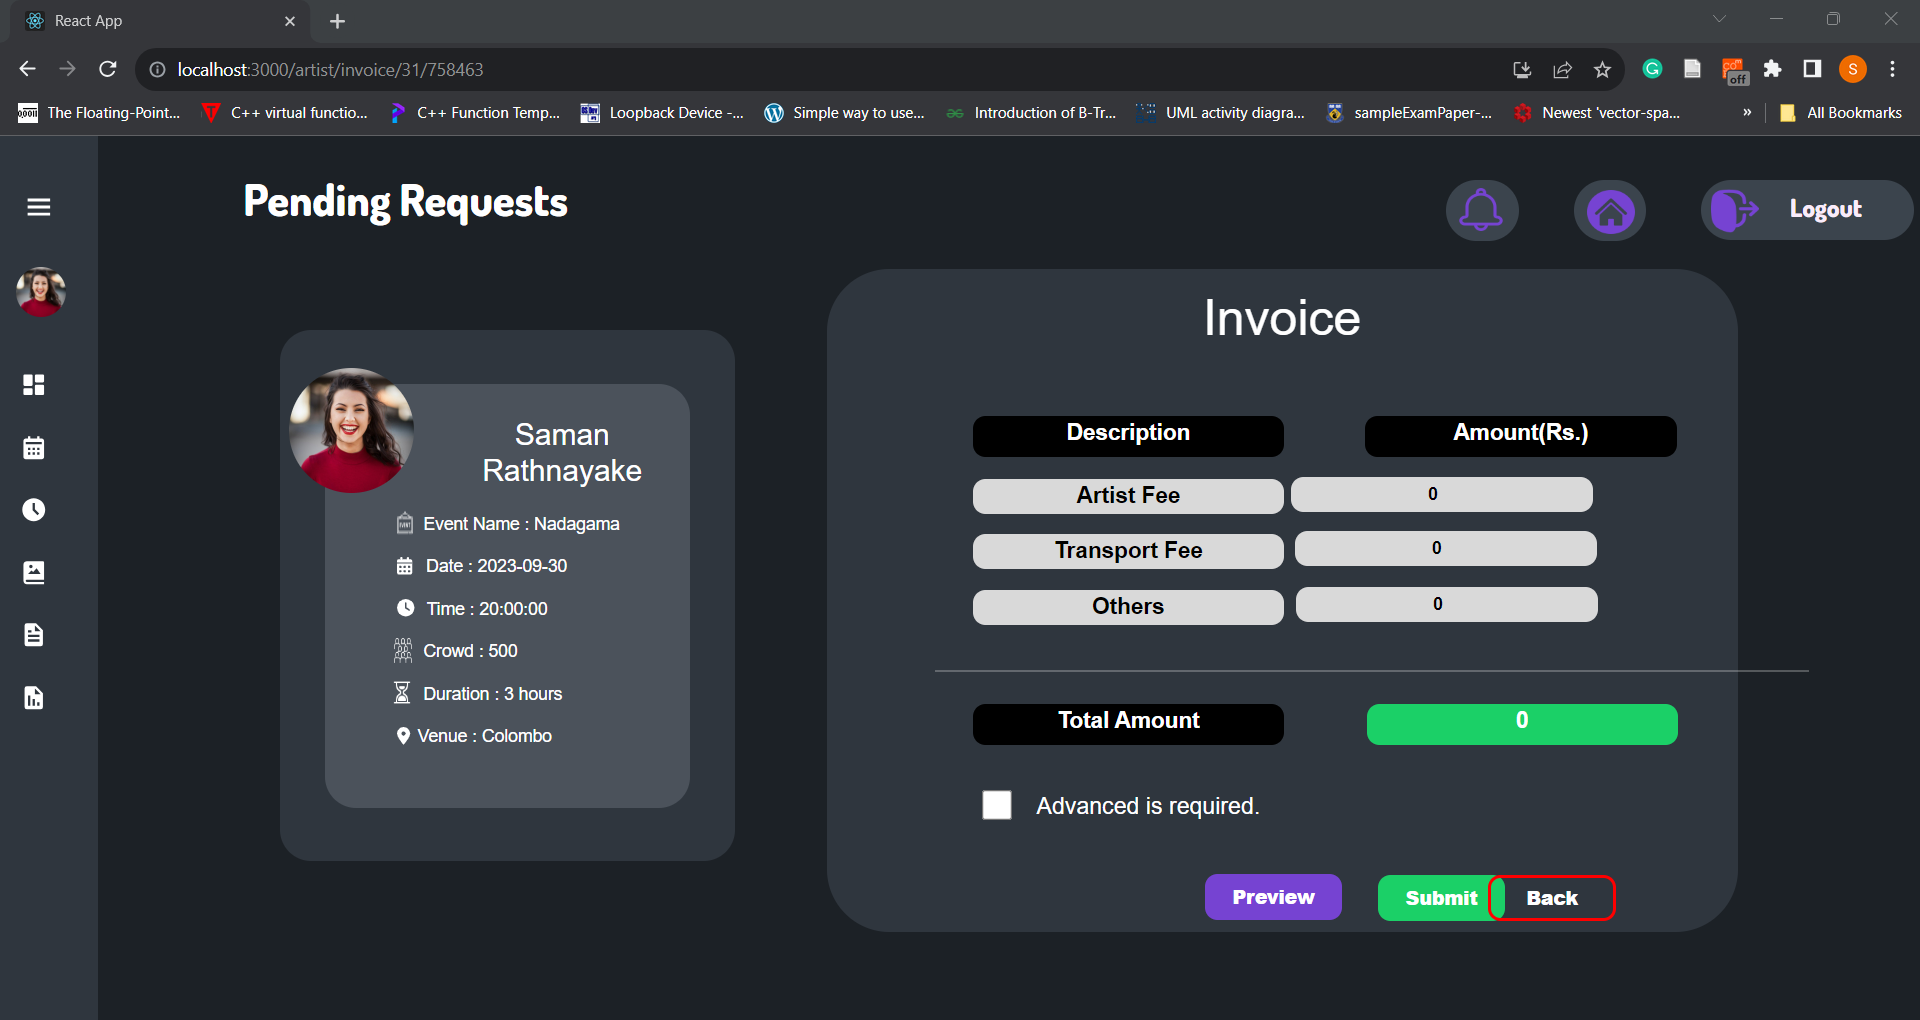 React App
localhost:3000/artist/invoice/31/758463
off
S
The Floating-Point...
C++ virtual functio...
C++ Function Temp...
Loopback Device -...
Simple way to use...
Introduction of B-Tr...
UML activity diagra...
sampleExamPaper-...
Newest 'vector-spa...
»
All Bookmarks
Pending Requests
Logout
Saman
Rathnayake
Event Name : Nadagama
Date : 2023-09-30
Time : 20:00:00
Crowd : 500
Duration : 3 hours
Venue : Colombo
Invoice
Description Amount(Rs.)
Artist Fee 0
Transport Fee 0
Others 0
Total Amount 0
Advanced is required.
Preview Submit Back